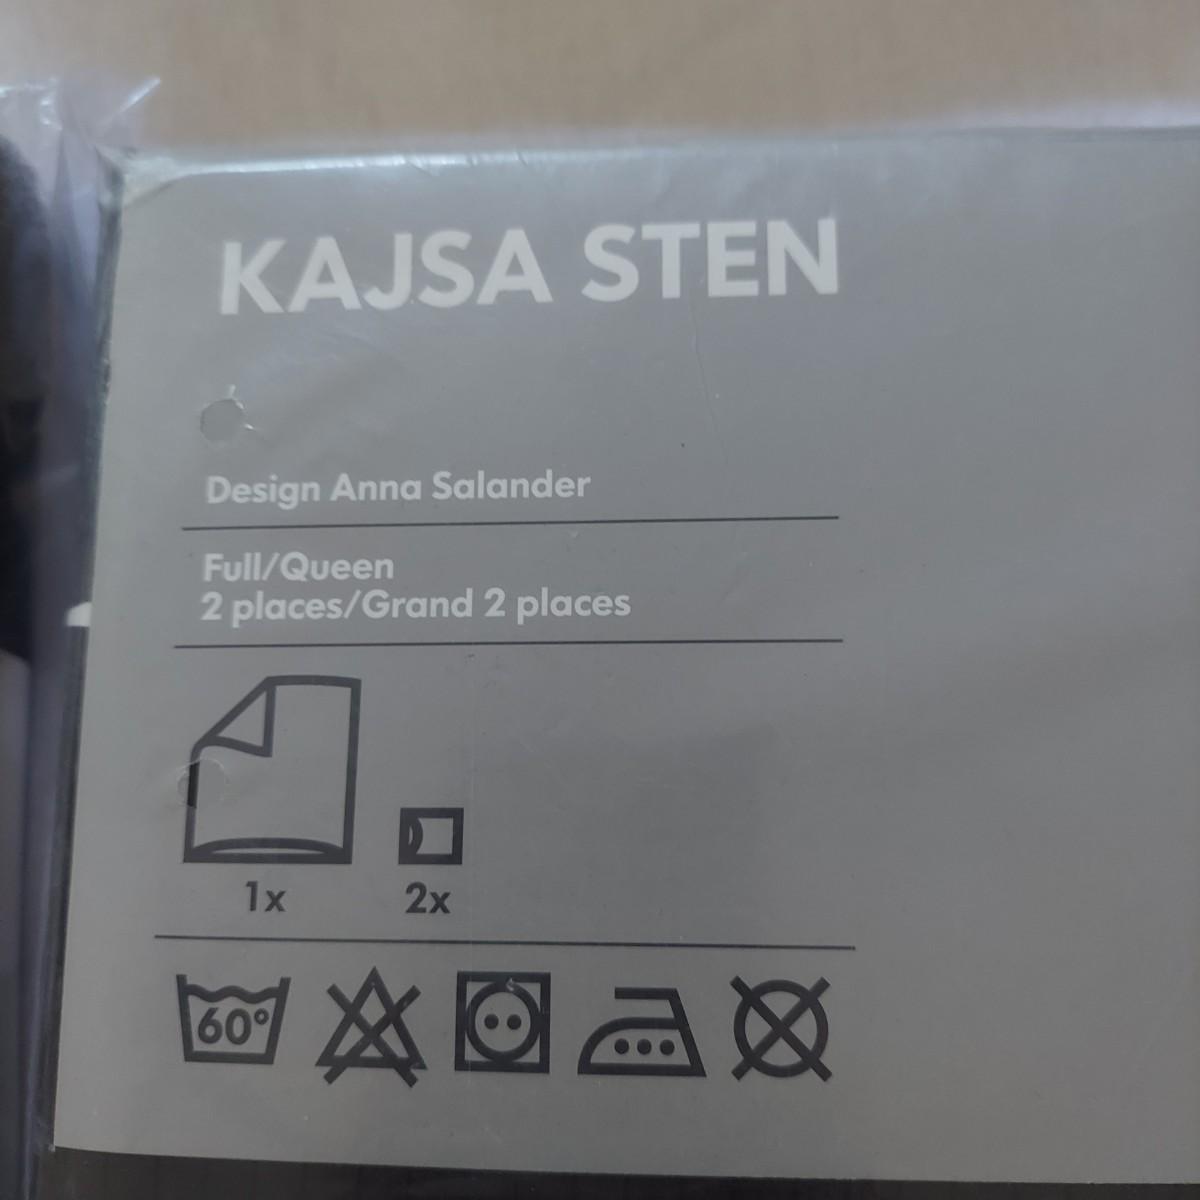 KAJSA STEN
Design Anna Salander
Full/Queen
2 places/Grand 2 places
1x 2x
60°